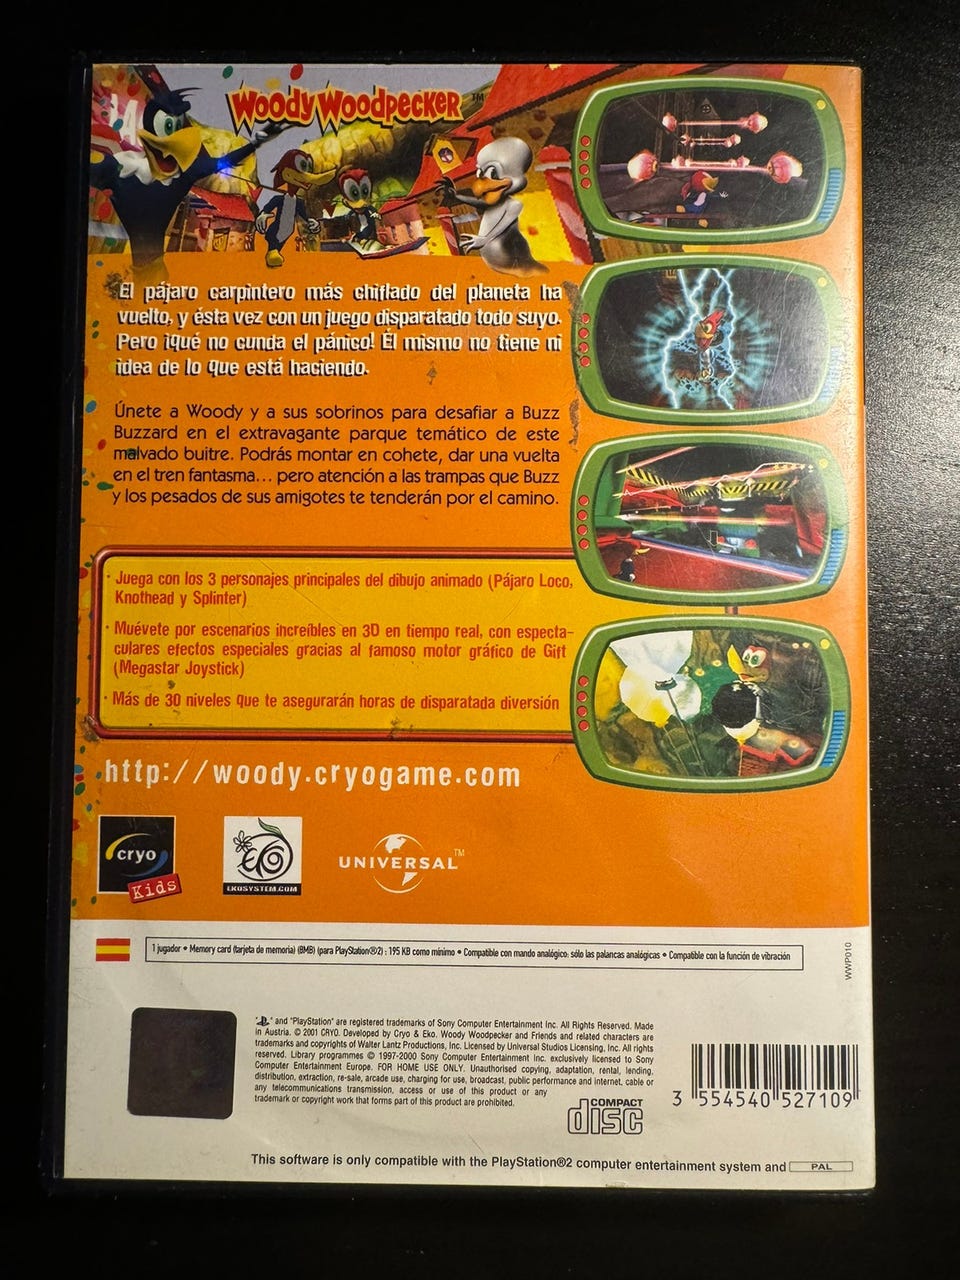 Woody Woodpecker TM
El pájaro carpintero más chiflado del planeta ha
vuelto, y ésta vez con un juego disparatado todo suyo.
Pero ¡qué no cunda el pánico! Él mismo no tiene ni
idea de lo que está haciendo.
Únete a Woody y a sus sobrinos para desafiar a Buzz
Buzzard en el extravagante parque temático de este
malvado buitre. Podrás montar en cohete, dar una vuelta
en el tren fantasma... pero atención a las trampas que Buzz
y los pesados de sus amigotes te tenderán por el camino.
· Juega con los 3 personajes principales del dibujo animado (Pájaro Loco,
Knothead y Splinter)
· Muévete por escenarios increíbles en 3D en tiempo real, con especta-
culares efectos especiales gracias al famoso motor gráfico de Gift
(Megastar Joystick)
· Más de 30 niveles que te asegurarán horas de disparatada diversión
http://woody.cryogame.com
cryo
Kids
EKO
EKOSYSTEM.COM
UNIVERSAL TM
1 jugador • Memory card (tarjeta de memoria) (8MB) (para PlayStation®2) : 195 KB como mínimo • Compatible con mando analógico: sólo las palancas analógicas • Compatible con la función de vibración
WWP010
" " and "PlayStation" are registered trademarks of Sony Computer Entertainment Inc. All Rights Reserved. Made
in Austria. © 2001 CRYO. Developed by Cryo & Eko. Woody Woodpecker and Friends and related characters are
trademarks and copyrights of Walter Lantz Productions, Inc. Licensed by Universal Studios Licensing, Inc. All rights
reserved. Library programmes © 1997-2000 Sony Computer Entertainment Inc. exclusively licensed to Sony
Computer Entertainment Europe. FOR HOME USE ONLY. Unauthorised copying, adaptation, rental, lending,
distribution, extraction, re-sale, arcade use, charging for use, broadcast, public performance and internet, cable or
any telecommunications transmission, access or use of this product or any
trademark or copyright work that forms part of this product are prohibited.
COMPACT
disc
3 554540 527109
This software is only compatible with the PlayStation®2 computer entertainment system and PAL